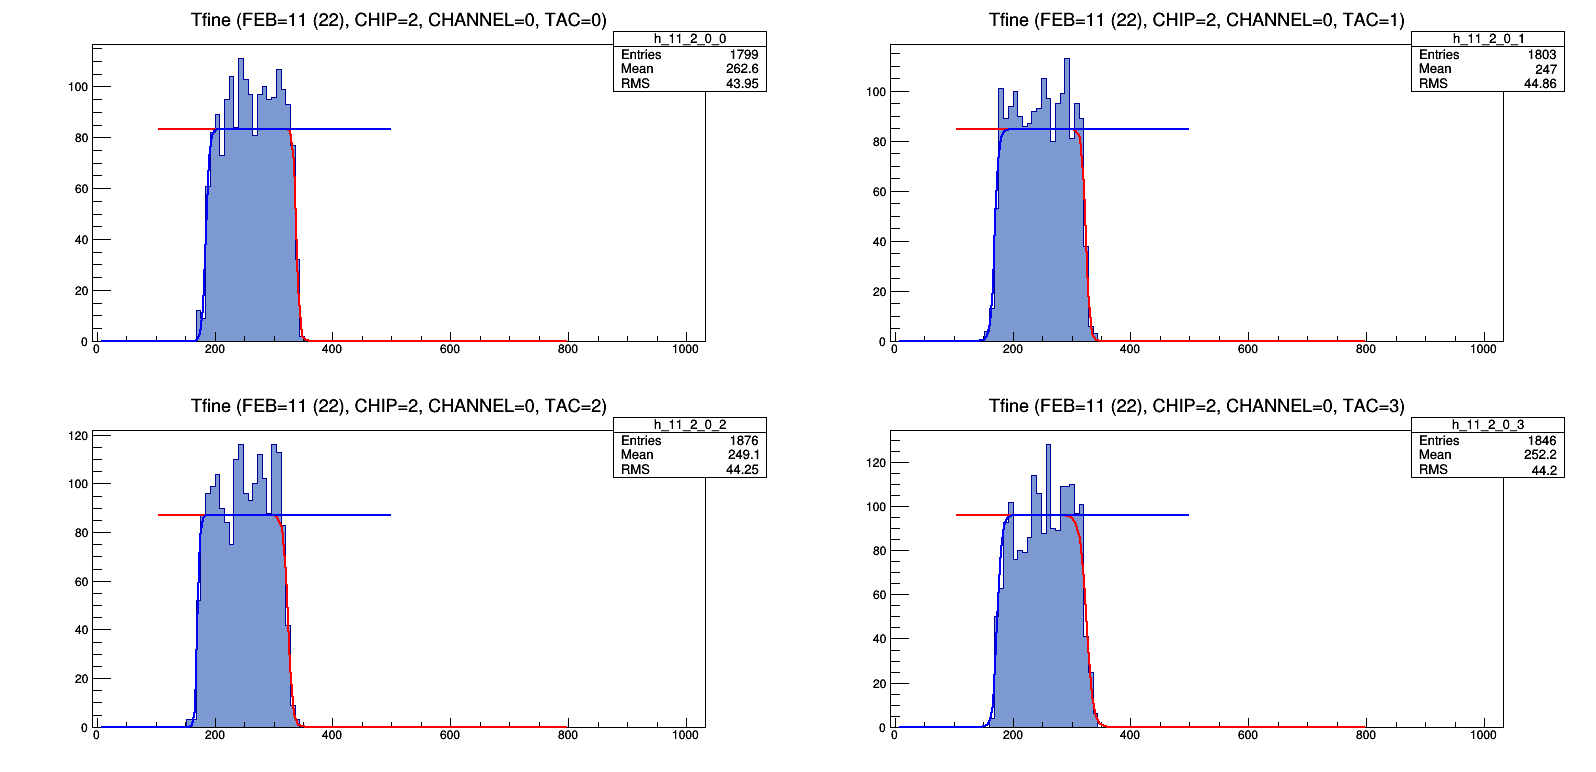 Tfine (FEB=11 (22), CHIP=2, CHANNEL=0, TAC=0)
h_11_2_0_0
Entries 1799
Mean 262.6
RMS 43.95
100
80
60
40
20
0
0 200 400 600 800 1000
Tfine (FEB=11 (22), CHIP=2, CHANNEL=0, TAC=1)
h_11_2_0_1
Entries 1803
Mean 247
RMS 44.86
100
80
60
40
20
0
0 200 400 600 800 1000
Tfine (FEB=11 (22), CHIP=2, CHANNEL=0, TAC=2)
h_11_2_0_2
Entries 1876
Mean 249.1
RMS 44.25
120
100
80
60
40
20
0
0 200 400 600 800 1000
Tfine (FEB=11 (22), CHIP=2, CHANNEL=0, TAC=3)
h_11_2_0_3
Entries 1846
Mean 252.2
RMS 44.2
120
100
80
60
40
20
0
0 200 400 600 800 1000